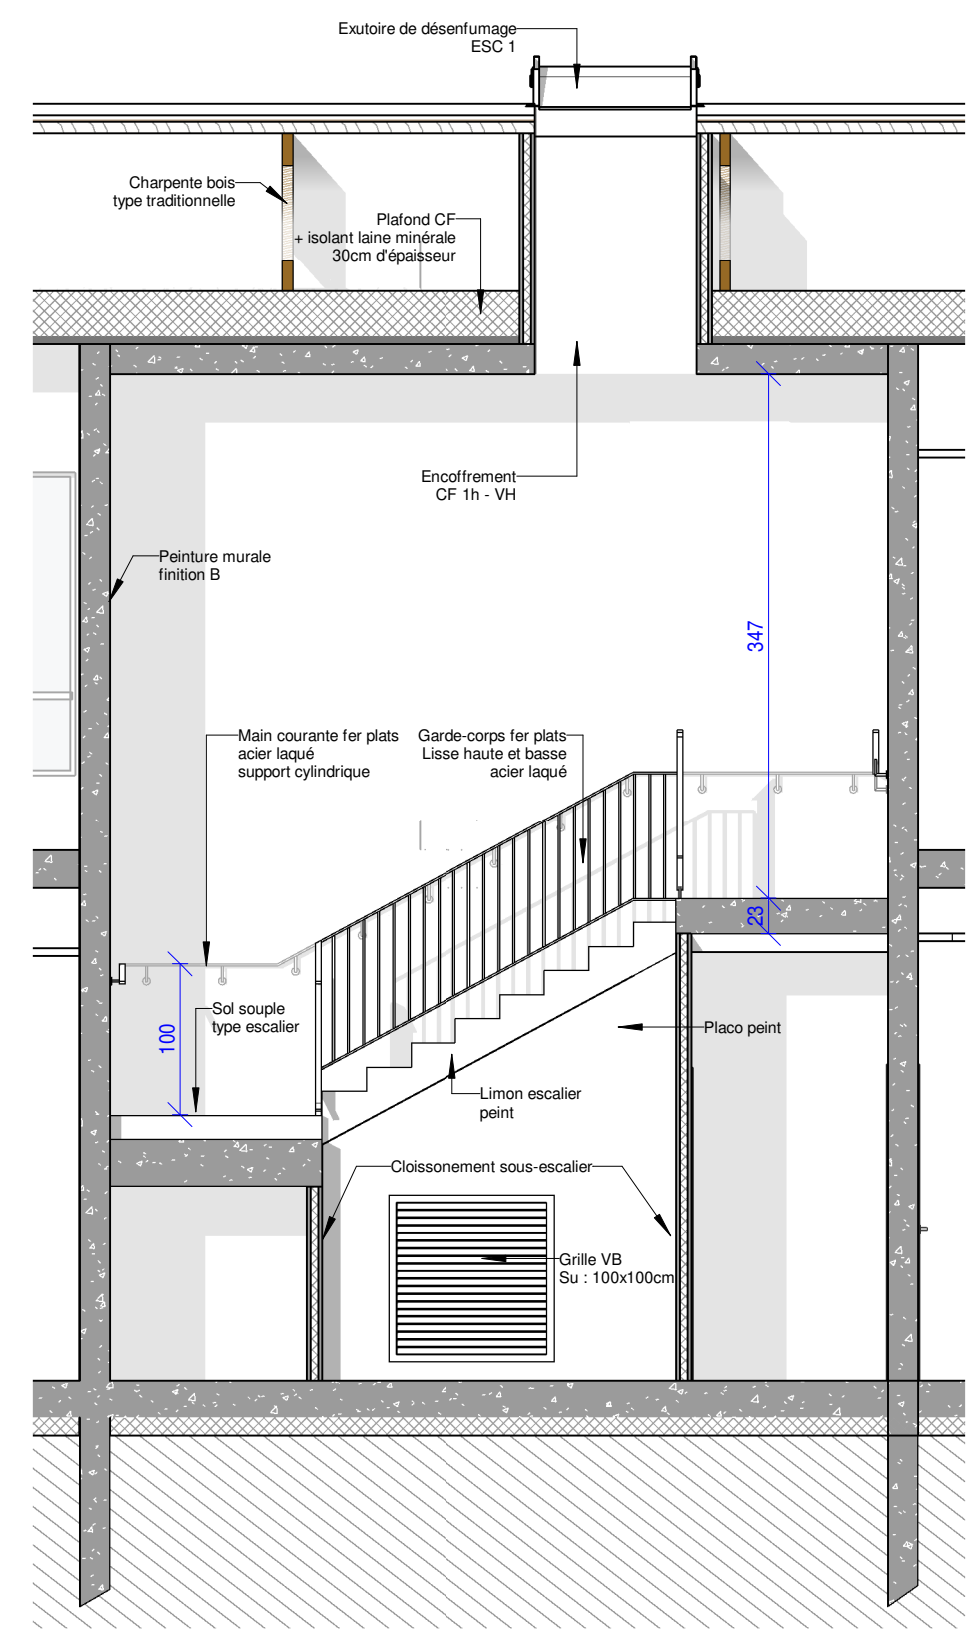 Exutoire de désenfumage
ESC 1
Charpente bois
type traditionnelle
Plafond CF
+ isolant laine minérale
30cm d'épaisseur
Encoffrement
CF 1h - VH
Peinture murale
finition B
347
Main courante fer plats
acier laqué
support cylindrique
Garde-corps fer plats
Lisse haute et basse
acier laqué
23
Sol souple
type escalier
100
Placo peint
Limon escalier
peint
Cloissonement sous-escalier
Grille VB
Su : 100x100cm